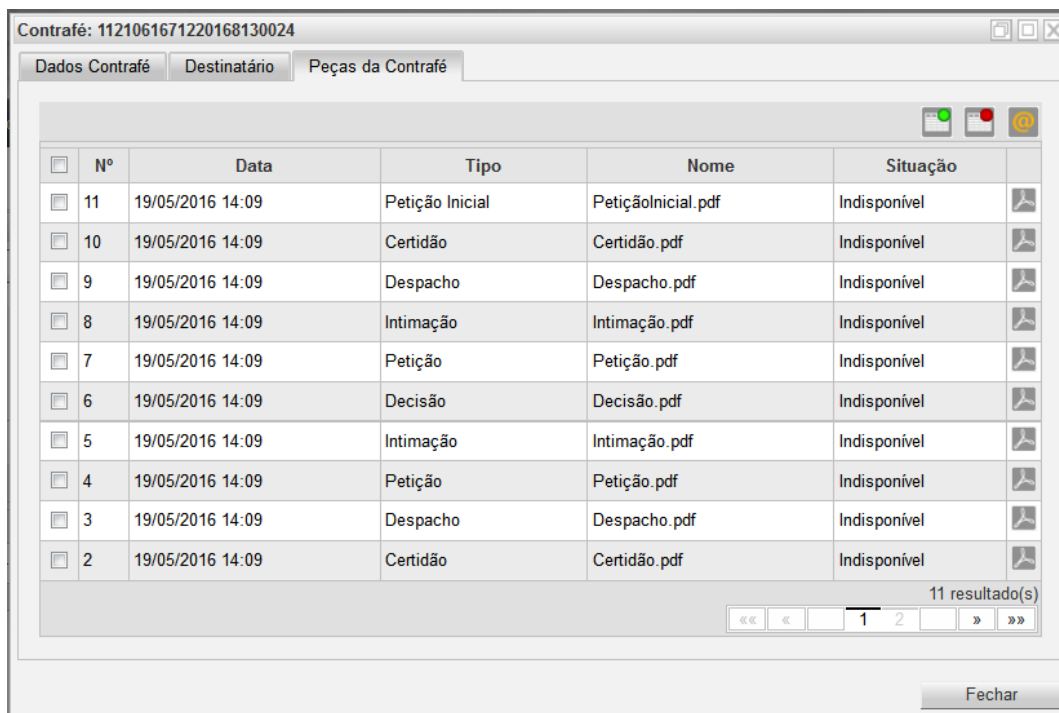 Contrafé: 1121061671220168130024
Dados Contrafé Destinatário Peças da Contrafé
Nº Data Tipo Nome Situação
11 19/05/2016 14:09 Petição Inicial PetiçãoInicial.pdf Indisponível
10 19/05/2016 14:09 Certidão Certidão.pdf Indisponível
9 19/05/2016 14:09 Despacho Despacho.pdf Indisponível
8 19/05/2016 14:09 Intimação Intimação.pdf Indisponível
7 19/05/2016 14:09 Petição Petição.pdf Indisponível
6 19/05/2016 14:09 Decisão Decisão.pdf Indisponível
5 19/05/2016 14:09 Intimação Intimação.pdf Indisponível
4 19/05/2016 14:09 Petição Petição.pdf Indisponível
3 19/05/2016 14:09 Despacho Despacho.pdf Indisponível
2 19/05/2016 14:09 Certidão Certidão.pdf Indisponível
11 resultado(s)
«« « 1 2 » »»
Fechar